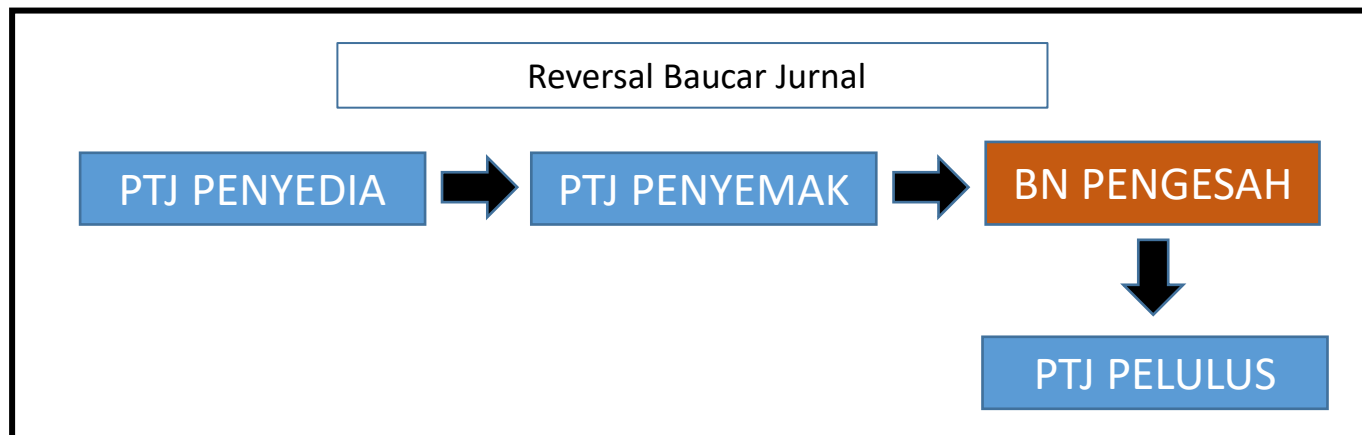 Reversal Baucar Jurnal
PTJ PENYEDIA
PTJ PENYEMAK
BN PENGESAH
PTJ PELULUS